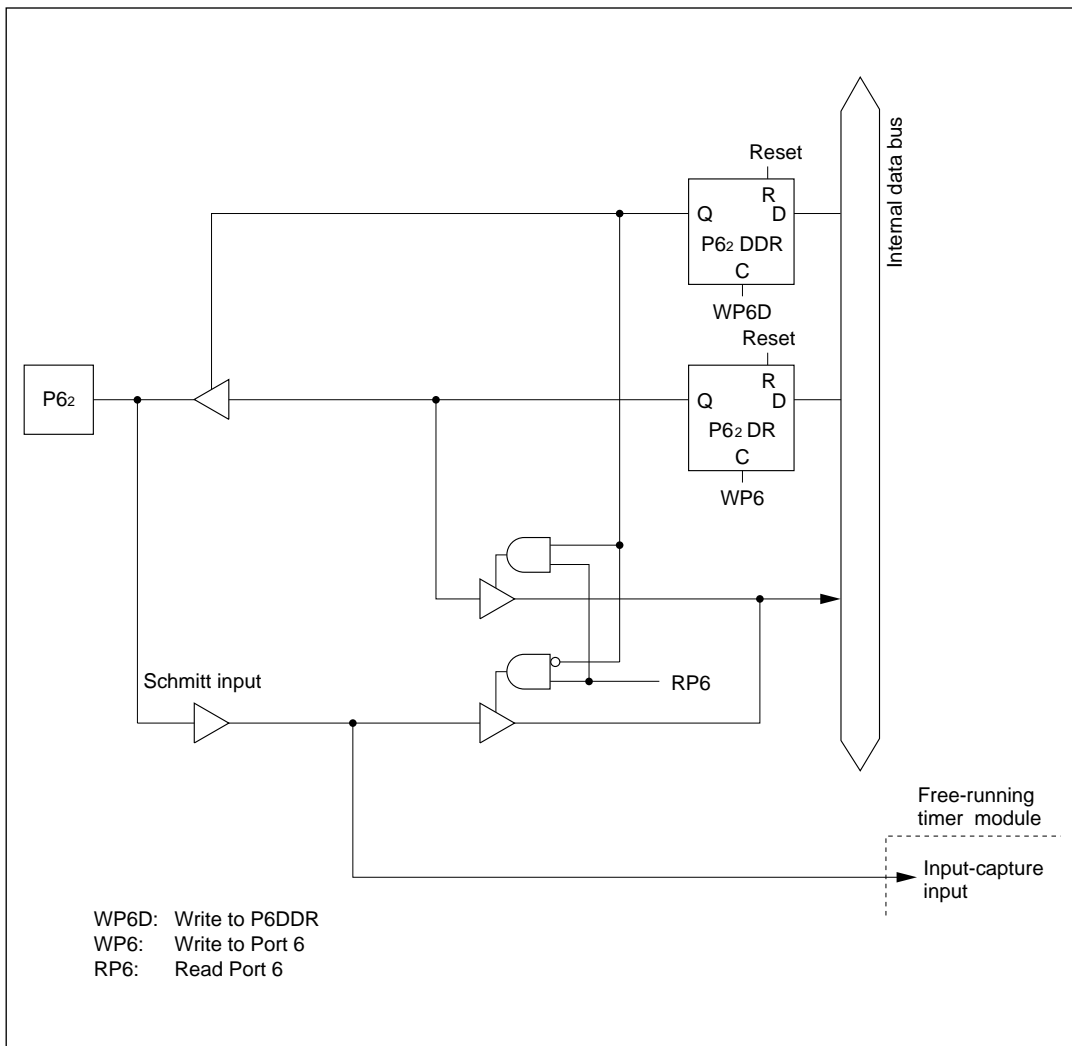 Reset
R
Q D
P6₂ DDR
C
WP6D
Internal data bus
Reset
R
Q D
P6₂ DR
C
WP6
P6₂
RP6
Schmitt input
Free-running
timer module
Input-capture
input
WP6D: Write to P6DDR
WP6: Write to Port 6
RP6: Read Port 6